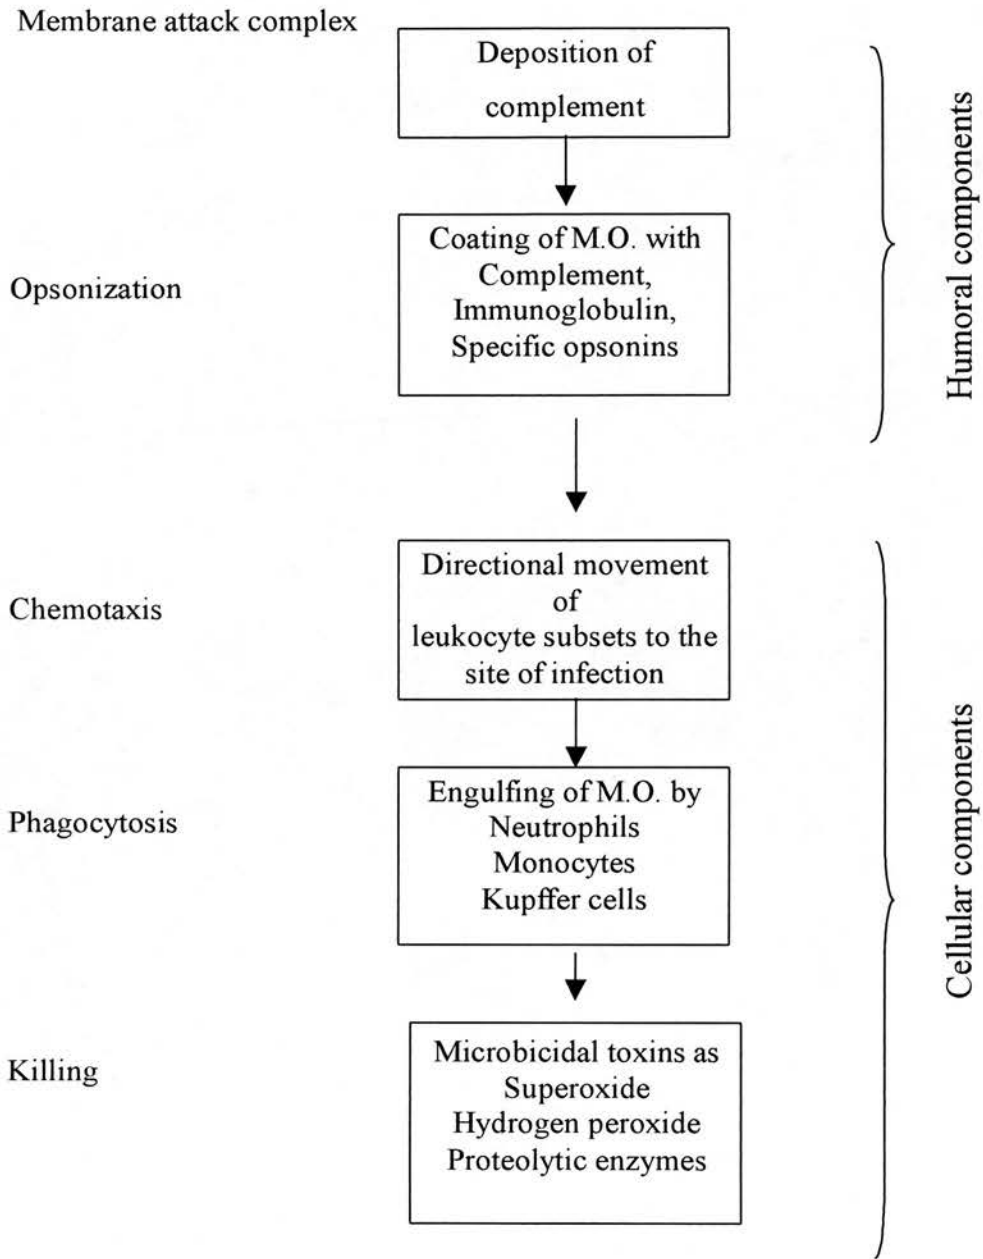 Membrane attack complex
Deposition of
complement
Opsonization
Coating of M.O. with
Complement,
Immunoglobulin,
Specific opsonins
Humoral components
Chemotaxis
Directional movement
of
leukocyte subsets to the
site of infection
Phagocytosis
Engulfing of M.O. by
Neutrophils
Monocytes
Kupffer cells
Cellular components
Killing
Microbicidal toxins as
Superoxide
Hydrogen peroxide
Proteolytic enzymes